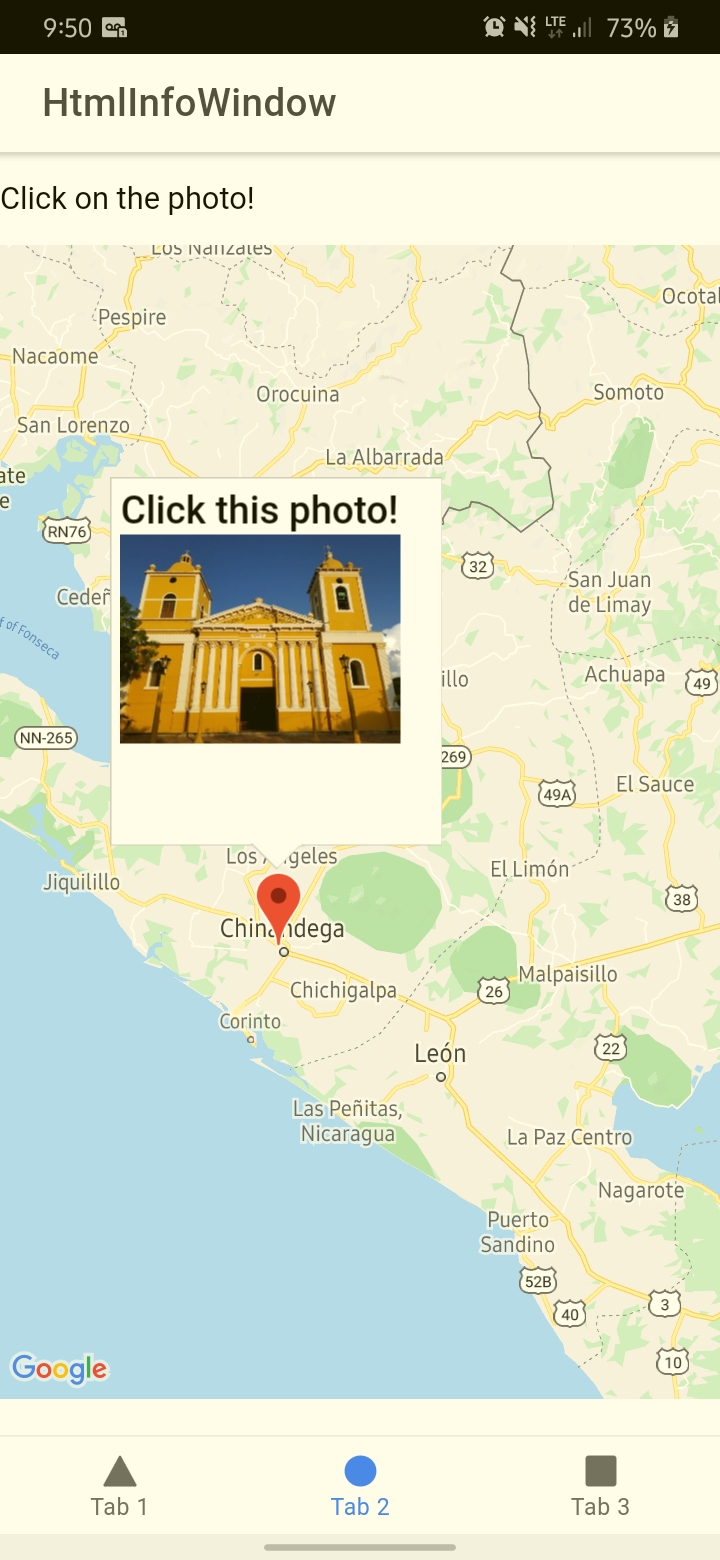 9:50
LTE
73%
HtmlInfoWindow
Click on the photo!
Los Nanzales
Pespire
Ocotal
Nacaome
Orocuina
Somoto
San Lorenzo
La Albarrada
ate
e
Click this photo!
RN76
32
San Juan
de Limay
Cedeñ
f of Fonseca
illo
Achuapa
49
NN-265
269
El Sauce
49A
Los Angeles
El Limón
Jiquilillo
38
Chinandega
Malpaisillo
Chichigalpa
26
Corinto
22
León
Las Peñitas,
Nicaragua
La Paz Centro
Nagarote
Puerto
Sandino
52B
3
40
10
Google
Tab 1
Tab 2
Tab 3